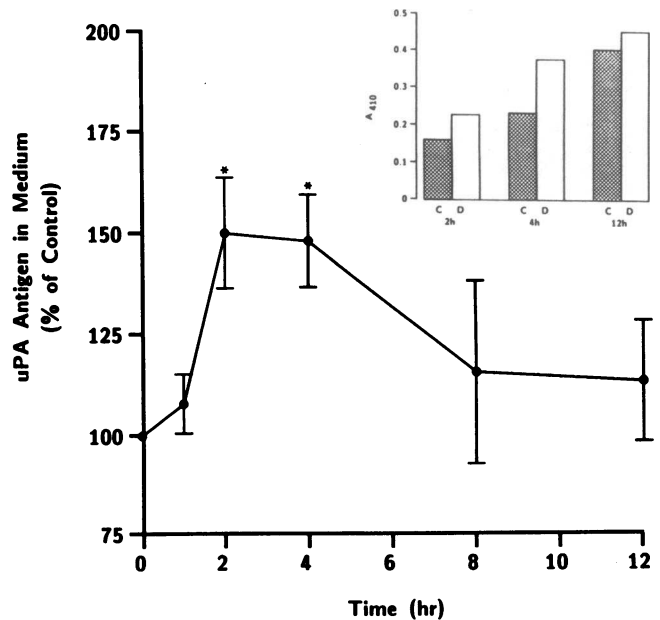 uPA Antigen in Medium
(% of Control)
200
175
150
125
100
75
0 2 4 6 8 10 12
Time (hr)
*
*
A410
0.5
0.4
0.3
0.2
0.1
0
C D C D C D
2h 4h 12h